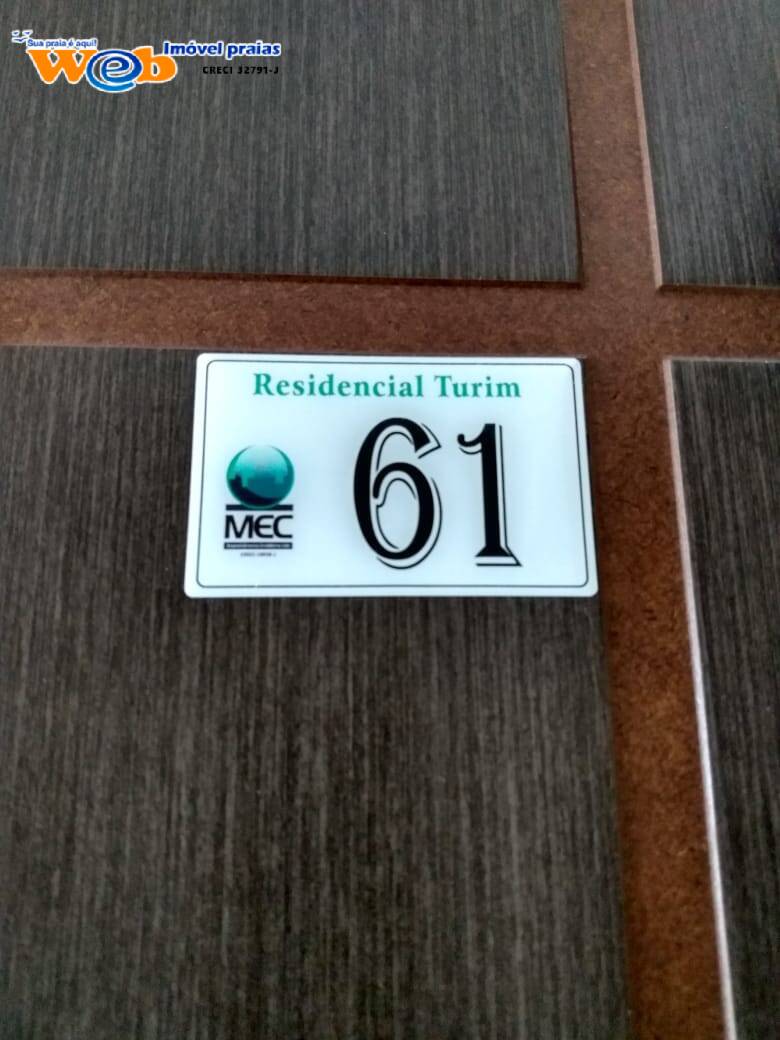 Sua praia é aqui!
Web Imóvel praias
CRECI 32791-J
Residencial Turim
61
MEC